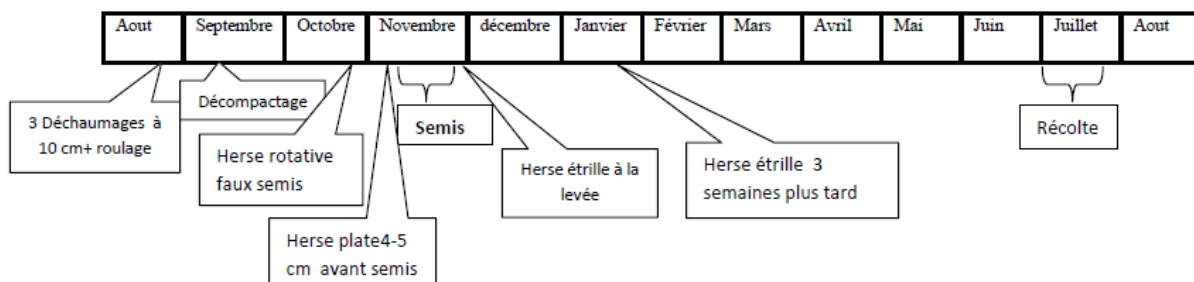 Aout Septembre Octobre Novembre décembre Janvier Février Mars Avril Mai Juin Juillet Aout
3 Déchaumages à
10 cm+ roulage
Décompactage
Herse rotative
faux semis
Herse plate4-5
cm avant semis
Semis
Herse étrille à la
levée
Herse étrille 3
semaines plus tard
Récolte